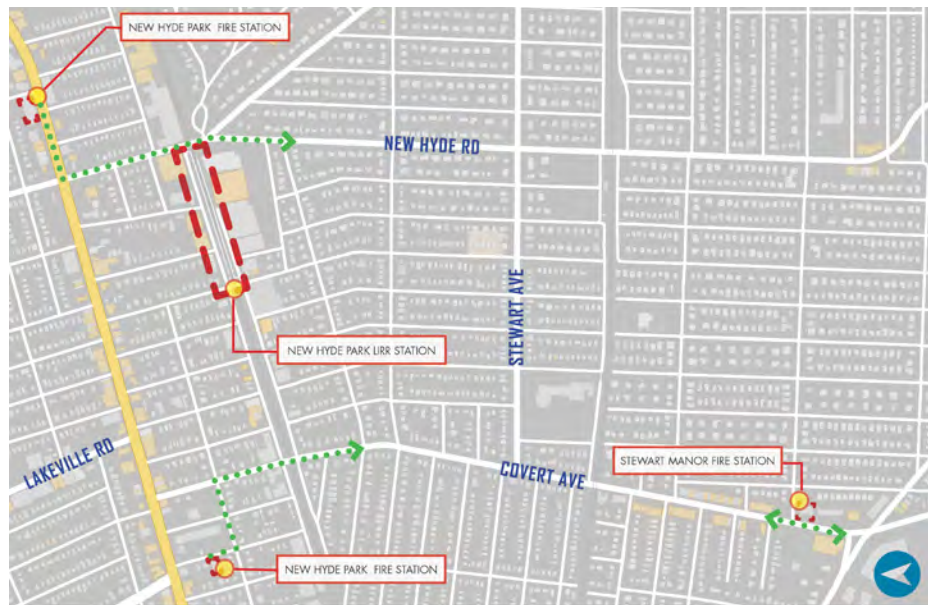 NEW HYDE PARK FIRE STATION
NEW HYDE RD
STEWART AVE
NEW HYDE PARK LIRR STATION
LAKEVILLE RD
COVERT AVE
STEWART MANOR FIRE STATION
NEW HYDE PARK FIRE STATION